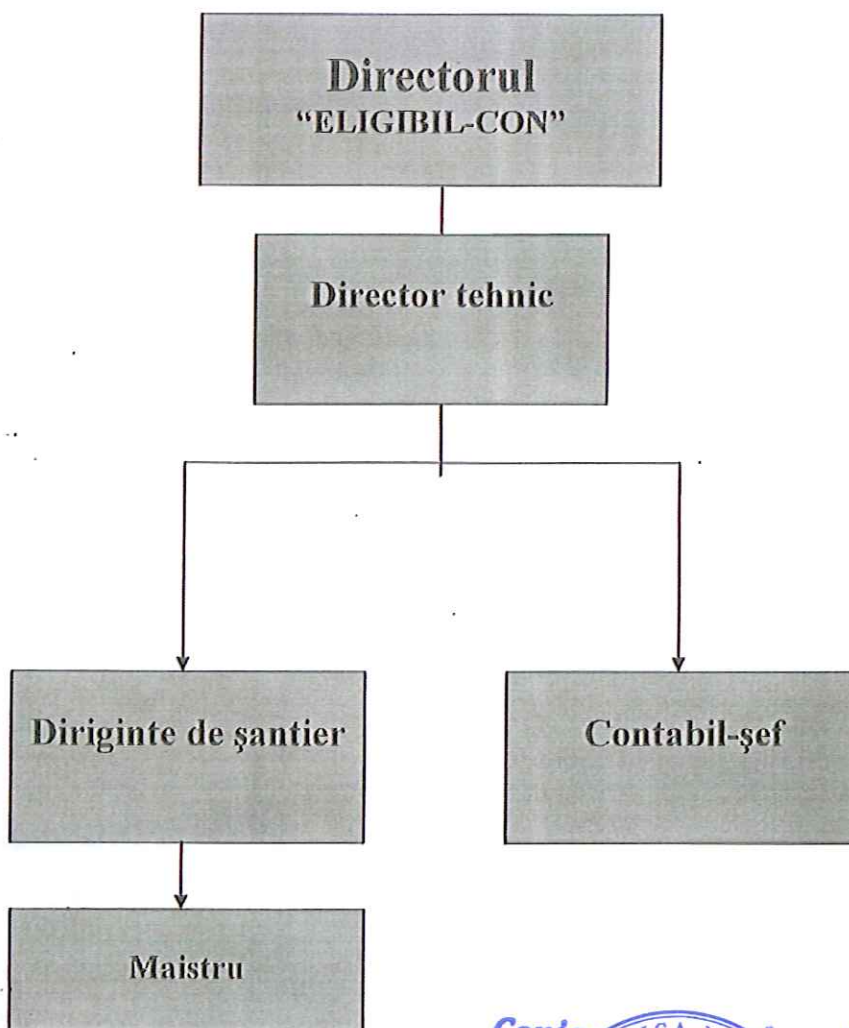 Directorul
“ELIGIBIL-CON”
Director tehnic
Diriginte de şantier
Contabil-şef
Maistru